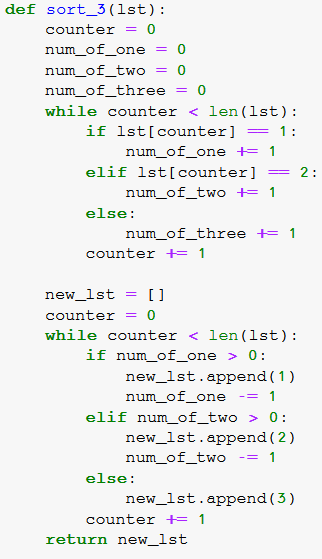 def sort_3(lst):
    counter = 0
    num_of_one = 0
    num_of_two = 0
    num_of_three = 0
    while counter < len(lst):
        if lst[counter] == 1:
            num_of_one += 1
        elif lst[counter] == 2:
            num_of_two += 1
        else:
            num_of_three += 1
        counter += 1

    new_lst = []
    counter = 0
    while counter < len(lst):
        if num_of_one > 0:
            new_lst.append(1)
            num_of_one -= 1
        elif num_of_two > 0:
            new_lst.append(2)
            num_of_two -= 1
        else:
            new_lst.append(3)
        counter += 1
    return new_lst